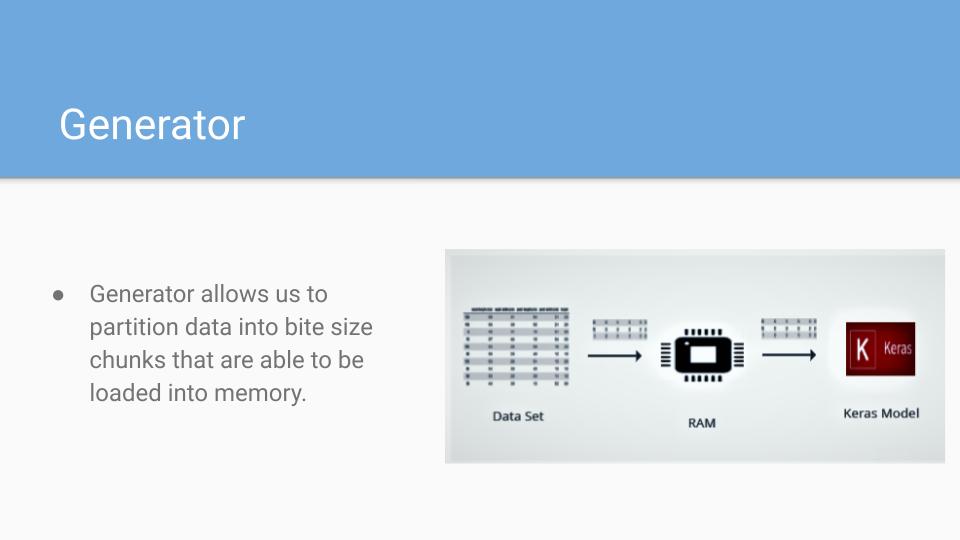 Generator
● Generator allows us to
partition data into bite size
chunks that are able to be
loaded into memory.
K Keras
Data Set
RAM
Keras Model